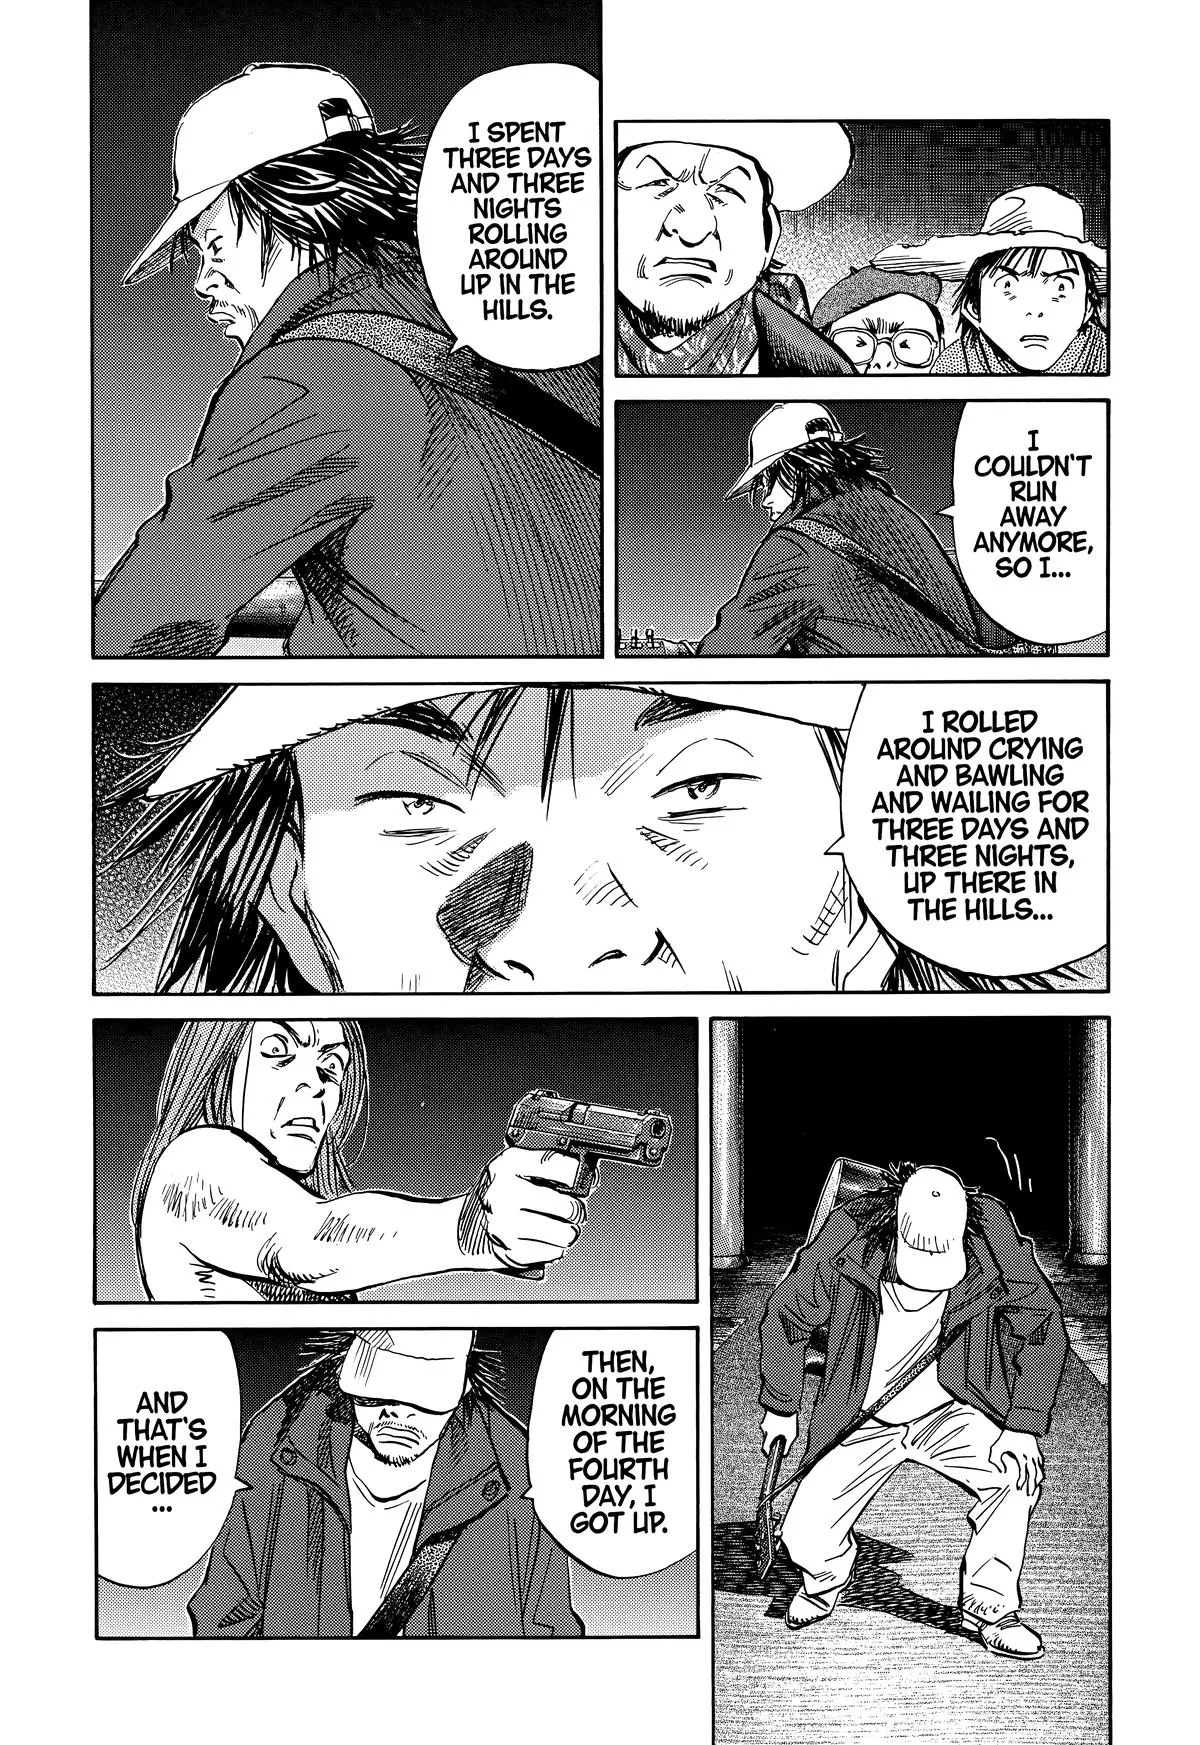 I
COULDN'T
RUN
AWAY
ANYMORE,
SO I...
I SPENT
THREE DAYS
AND THREE
NIGHTS
ROLLING
AROUND
UP IN THE
HILLS.
I ROLLED
AROUND CRYING
AND BAWLING
AND WAILING FOR
THREE DAYS AND
THREE NIGHTS,
UP THERE IN
THE HILLS...
THEN,
ON THE
MORNING
OF THE
FOURTH
DAY, I
GOT UP.
AND
THAT'S
WHEN I
DECIDED
...